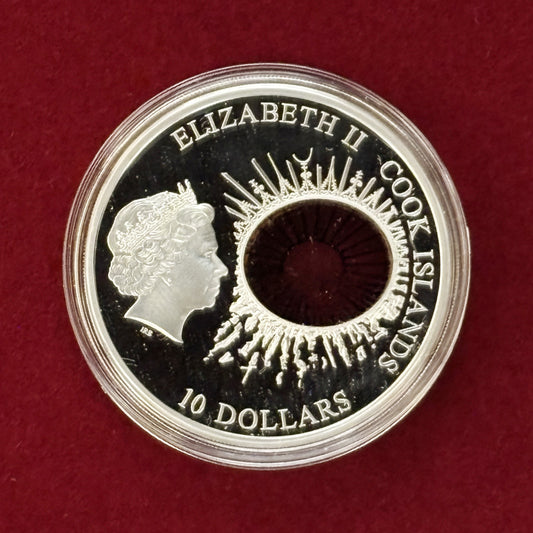 ELIZABETH II
COOK ISLANDS
10 DOLLARS
IRB